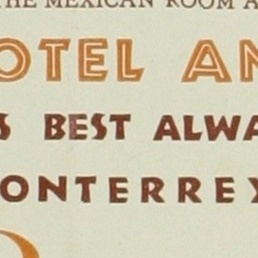 THE MEXICAN ROOM A
OTEL AN
S BEST ALWA
ONTERREY